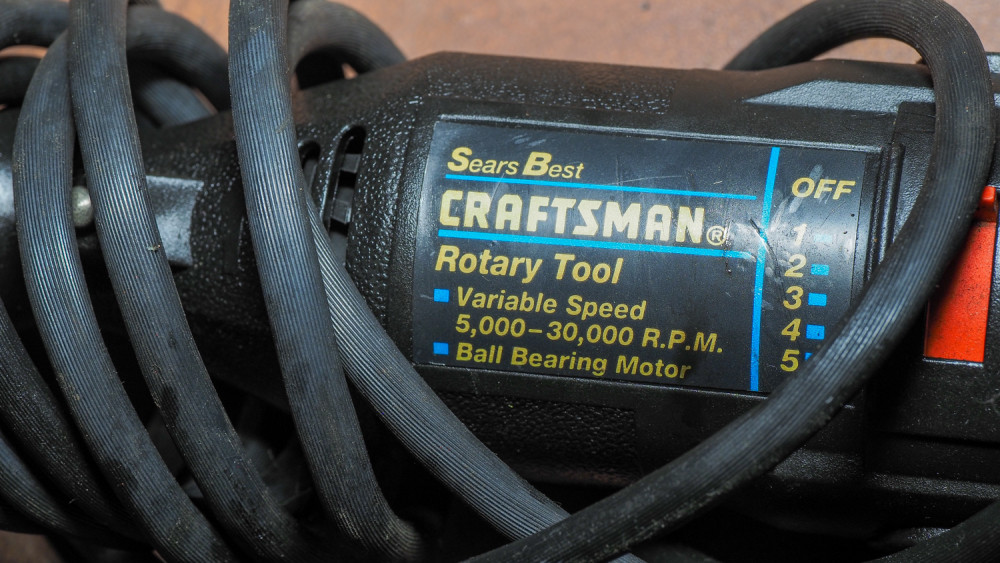 Sears Best
CRAFTSMAN®
Rotary Tool
Variable Speed
5,000–30,000 R.P.M.
Ball Bearing Motor
OFF
1
2
3
4
5